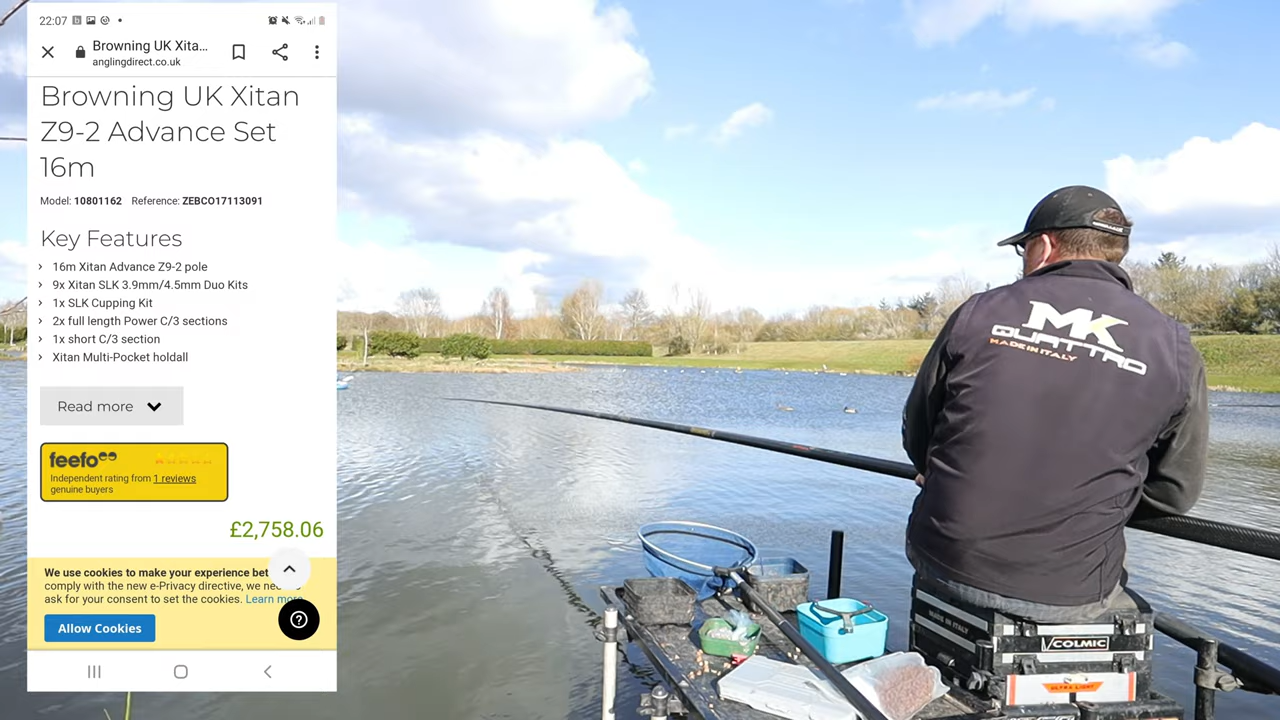 22:07
Browning UK Xita...
anglingdirect.co.uk
Browning UK Xitan
Z9-2 Advance Set
16m
Model: 10801162 Reference: ZEBCO17113091
Key Features
16m Xitan Advance Z9-2 pole
9x Xitan SLK 3.9mm/4.5mm Duo Kits
1x SLK Cupping Kit
2x full length Power C/3 sections
1x short C/3 section
Xitan Multi-Pocket holdall
Read more
feefo
Independent rating from 1 reviews
genuine buyers
£2,758.06
We use cookies to make your experience bet
comply with the new e-Privacy directive, we ne
ask for your consent to set the cookies. Learn more
Allow Cookies
MK
QUATTRO
MADE IN ITALY
MADE IN ITALY
COLMIC
ULTRA LIGHT